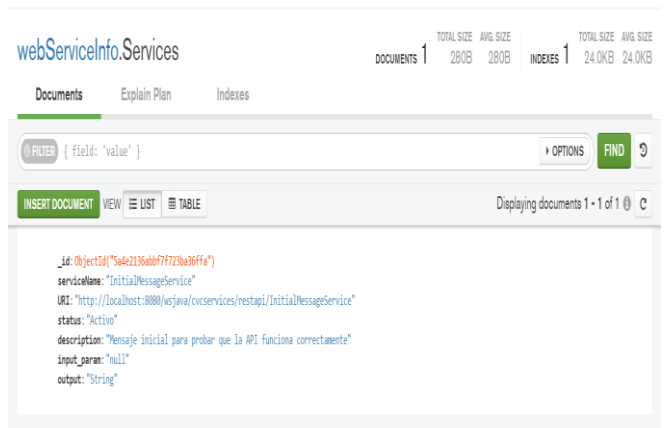 webServiceInfo.Services
DOCUMENTS 1 TOTAL SIZE 280B AVG. SIZE 280B INDEXES 1 TOTAL SIZE 24.0KB AVG. SIZE 24.0KB
Documents Explain Plan Indexes
FILTER { field: 'value' } OPTIONS FIND
INSERT DOCUMENT VIEW LIST TABLE Displaying documents 1 - 1 of 1
_id: ObjectId("5a4e2136abbf7f723ba36ffa")
serviceName: "InitialMessageService"
URI: "http://localhost:8080/wsjava/cvcservices/restapi/InitialMessageService"
status: "Activo"
description: "Mensaje inicial para probar que la API funciona correctamente"
input_param: "null"
output: "String"